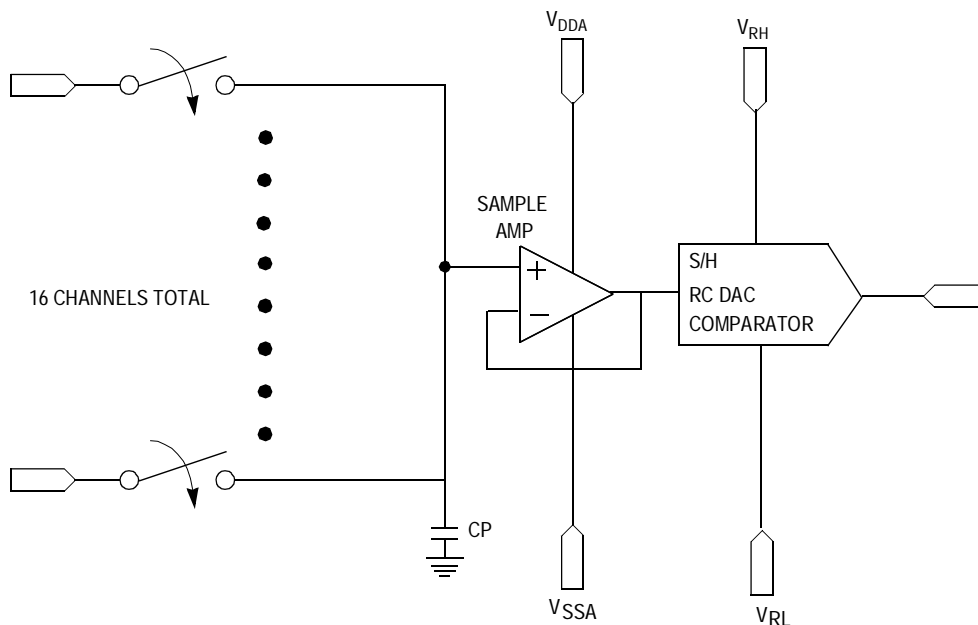 V_DDA
V_RH
SAMPLE
AMP
+
−
S/H
RC DAC
COMPARATOR
16 CHANNELS TOTAL
CP
V_SSA
V_RL